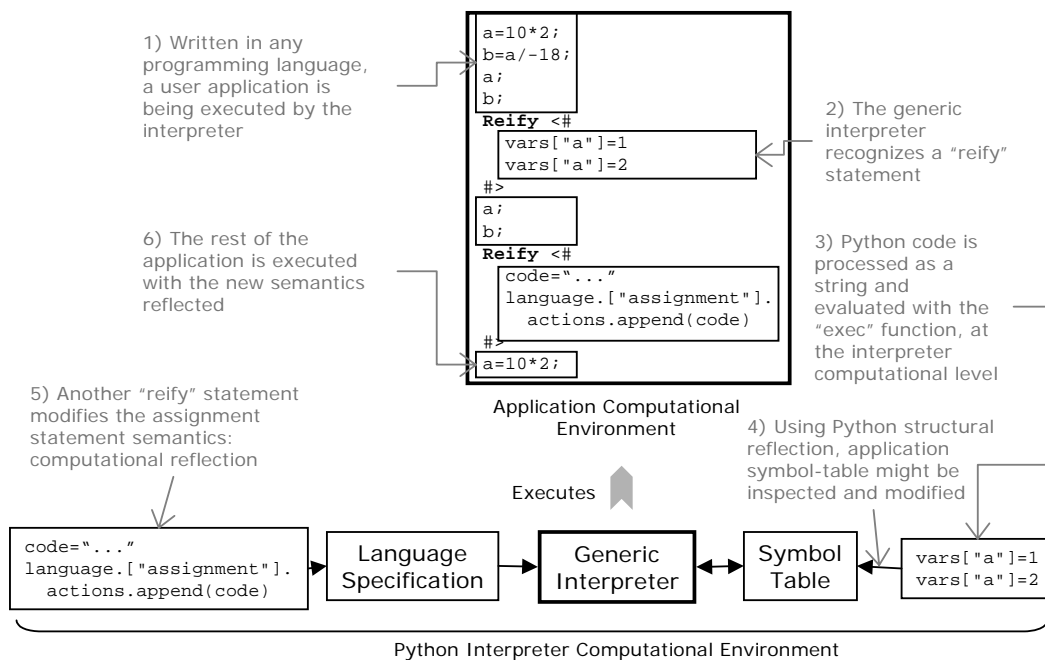 1) Written in any
programming language,
a user application is
being executed by the
interpreter
a=10*2;
b=a/-18;
a;
b;
Reify <#
vars["a"]=1
vars["a"]=2
#>
a;
b;
Reify <#
code="..."
language.["assignment"].
actions.append(code)
#>
a=10*2;
2) The generic
interpreter
recognizes a "reify"
statement
3) Python code is
processed as a
string and
evaluated with the
"exec" function, at
the interpreter
computational level
6) The rest of the
application is executed
with the new semantics
reflected
5) Another "reify" statement
modifies the assignment
statement semantics:
computational reflection
Application Computational
Environment
4) Using Python structural
reflection, application
symbol-table might be
inspected and modified
Executes
code="..."
language.["assignment"].
actions.append(code)
Language
Specification
Generic
Interpreter
Symbol
Table
vars["a"]=1
vars["a"]=2
Python Interpreter Computational Environment